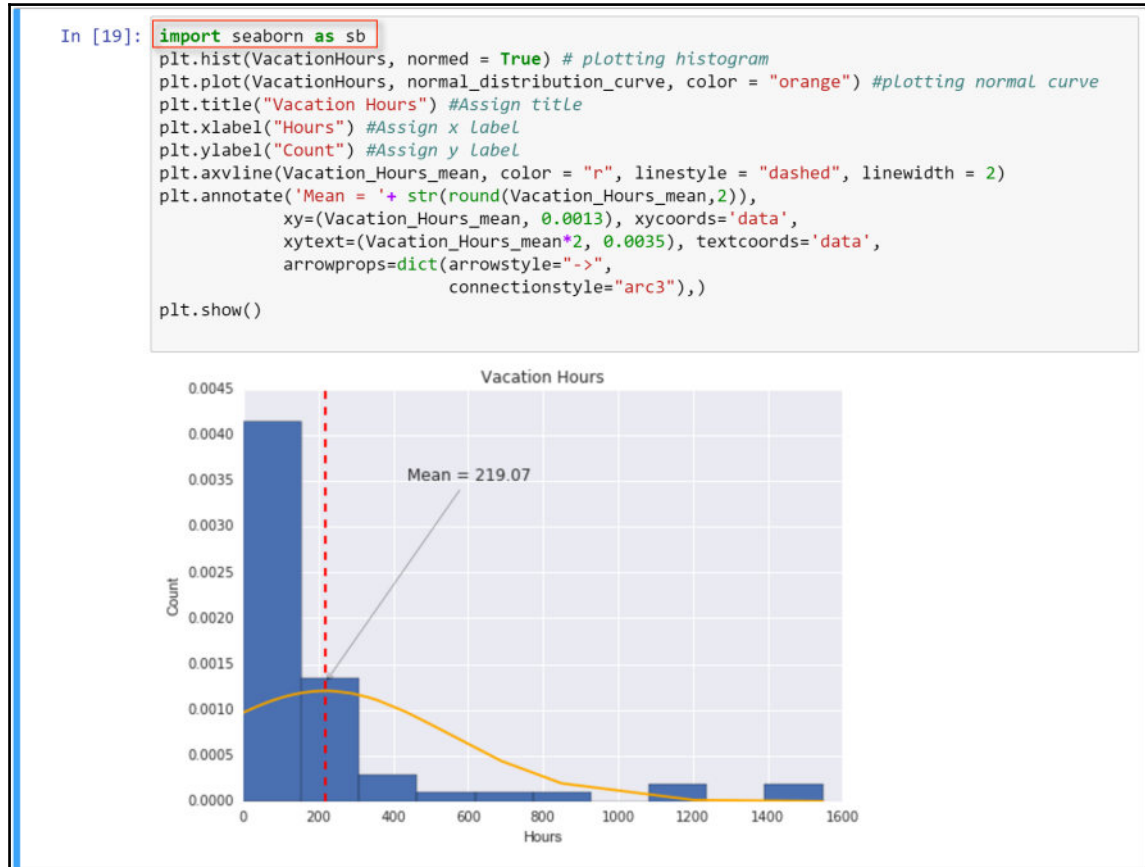 In [19]: import seaborn as sb
plt.hist(VacationHours, normed = True) # plotting histogram
plt.plot(VacationHours, normal_distribution_curve, color = "orange") #plotting normal curve
plt.title("Vacation Hours") #Assign title
plt.xlabel("Hours") #Assign x label
plt.ylabel("Count") #Assign y label
plt.axvline(Vacation_Hours_mean, color = "r", linestyle = "dashed", linewidth = 2)
plt.annotate('Mean = '+ str(round(Vacation_Hours_mean,2)),
xy=(Vacation_Hours_mean, 0.0013), xycoords='data',
xytext=(Vacation_Hours_mean*2, 0.0035), textcoords='data',
arrowprops=dict(arrowstyle="->",
connectionstyle="arc3"),)
plt.show()
Vacation Hours
0.0045
0.0040
0.0035
0.0030
0.0025
0.0020
0.0015
0.0010
0.0005
0.0000
Count
Mean = 219.07
0 200 400 600 800 1000 1200 1400 1600
Hours